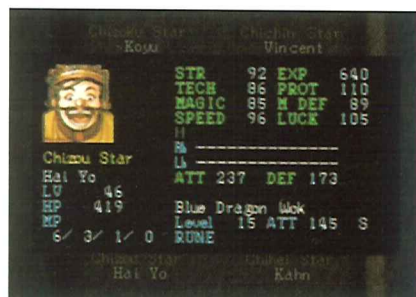 Chizou Star
Koyu
Vincent
STR 92 EXP 640
TECH 86 PROT 110
MAGIC 85 M DEF 89
SPEED 96 LUCK 105
H
Chizou Star
Hai Yo
ATT 237 DEF 173
LV 46
HP 419
Blue Dragon Wok
MP
Level 15 ATT 145 S
6/ 3/ 1/ 0
RUNE
Hai Yo
Kahn